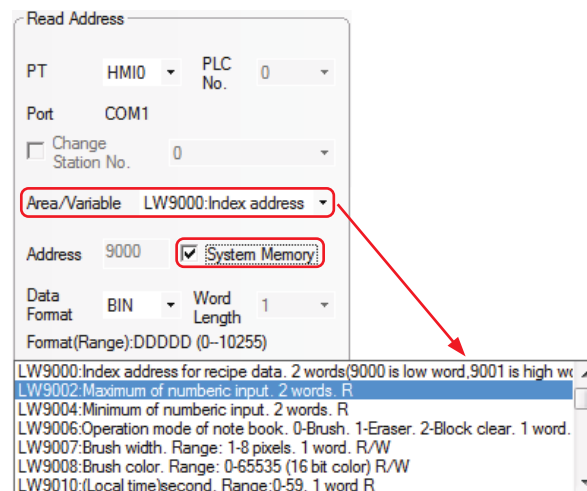 Read Address
PT HMI0 PLC No. 0
Port COM1
Change Station No. 0
Area/Variable LW9000:Index address
Address 9000 System Memory
Data Format BIN Word Length 1
Format(Range):DDDDD (0--10255)
LW9000:Index address for recipe data. 2 words(9000 is low word,9001 is high wo
LW9002:Maximum of numberic input. 2 words. R
LW9004:Minimum of numberic input. 2 words. R
LW9006:Operation mode of note book. 0-Brush. 1-Eraser. 2-Block clear. 1 word.
LW9007:Brush width. Range: 1-8 pixels. 1 word. R/W
LW9008:Brush color. Range: 0-65535 (16 bit color) R/W
LW9010:(Local time)second. Range:0-59. 1 word R